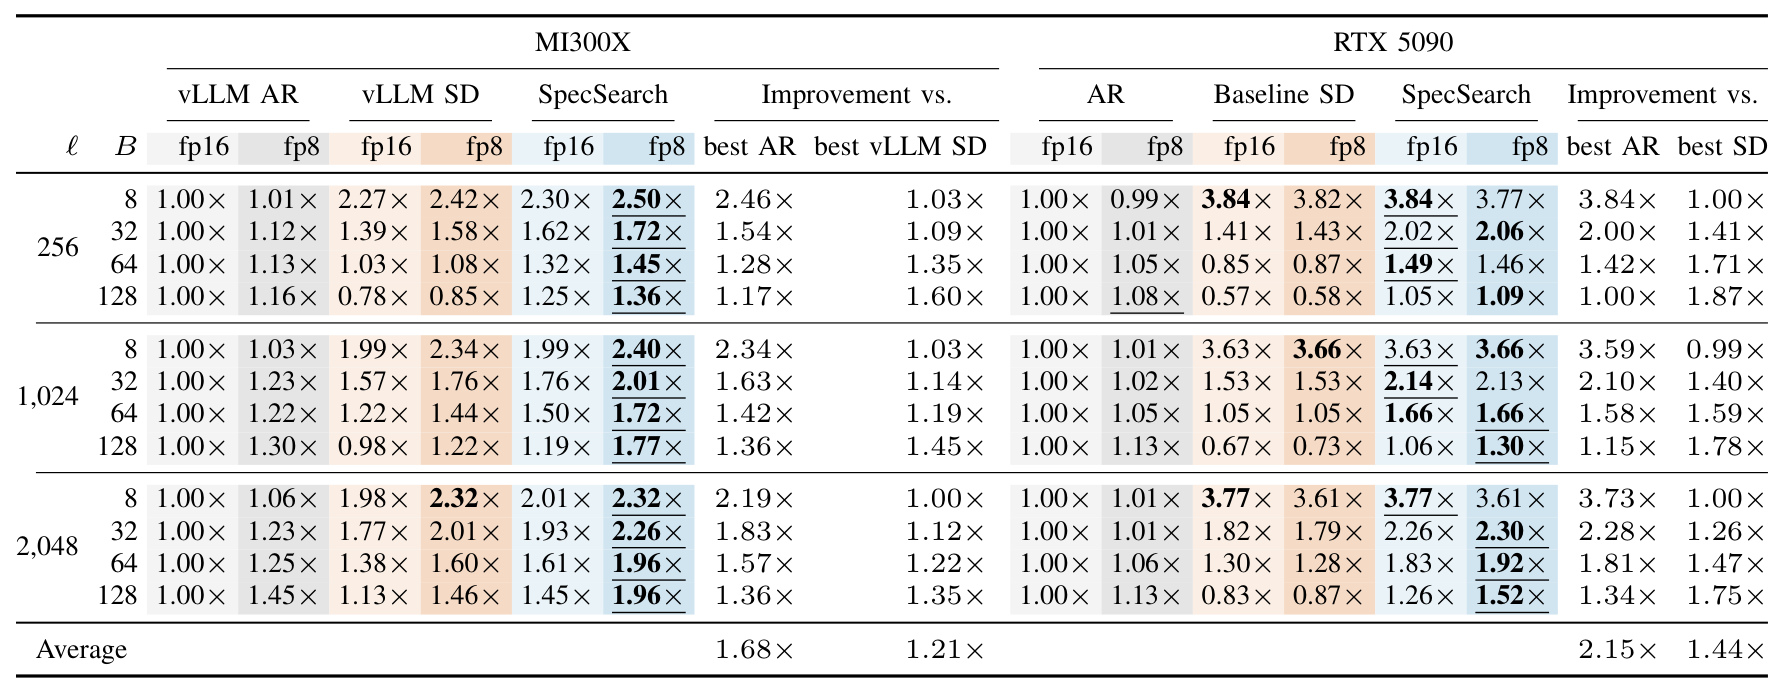 MI300X RTX 5090
vLLM AR vLLM SD SpecSearch Improvement vs. AR Baseline SD SpecSearch Improvement vs.
ℓ B fp16 fp8 fp16 fp8 fp16 fp8 best AR best vLLM SD fp16 fp8 fp16 fp8 fp16 fp8 best AR best SD
8 1.00× 1.01× 2.27× 2.42× 2.30× 2.50× 2.46× 1.03× 1.00× 0.99× 3.84× 3.82× 3.84× 3.77× 3.84× 1.00×
32 1.00× 1.12× 1.39× 1.58× 1.62× 1.72× 1.54× 1.09× 1.00× 1.01× 1.41× 1.43× 2.02× 2.06× 2.00× 1.41×
256
64 1.00× 1.13× 1.03× 1.08× 1.32× 1.45× 1.28× 1.35× 1.00× 1.05× 0.85× 0.87× 1.49× 1.46× 1.42× 1.71×
128 1.00× 1.16× 0.78× 0.85× 1.25× 1.36× 1.17× 1.60× 1.00× 1.08× 0.57× 0.58× 1.05× 1.09× 1.00× 1.87×
8 1.00× 1.03× 1.99× 2.34× 1.99× 2.40× 2.34× 1.03× 1.00× 1.01× 3.63× 3.66× 3.63× 3.66× 3.59× 0.99×
32 1.00× 1.23× 1.57× 1.76× 1.76× 2.01× 1.63× 1.14× 1.00× 1.02× 1.53× 1.53× 2.14× 2.13× 2.10× 1.40×
1,024
64 1.00× 1.22× 1.22× 1.44× 1.50× 1.72× 1.42× 1.19× 1.00× 1.05× 1.05× 1.05× 1.66× 1.66× 1.58× 1.59×
128 1.00× 1.30× 0.98× 1.22× 1.19× 1.77× 1.36× 1.45× 1.00× 1.13× 0.67× 0.73× 1.06× 1.30× 1.15× 1.78×
8 1.00× 1.06× 1.98× 2.32× 2.01× 2.32× 2.19× 1.00× 1.00× 1.01× 3.77× 3.61× 3.77× 3.61× 3.73× 1.00×
32 1.00× 1.23× 1.77× 2.01× 1.93× 2.26× 1.83× 1.12× 1.00× 1.01× 1.82× 1.79× 2.26× 2.30× 2.28× 1.26×
2,048
64 1.00× 1.25× 1.38× 1.60× 1.61× 1.96× 1.57× 1.22× 1.00× 1.06× 1.30× 1.28× 1.83× 1.92× 1.81× 1.47×
128 1.00× 1.45× 1.13× 1.46× 1.45× 1.96× 1.36× 1.35× 1.00× 1.13× 0.83× 0.87× 1.26× 1.52× 1.34× 1.75×
Average 1.68× 1.21× 2.15× 1.44×